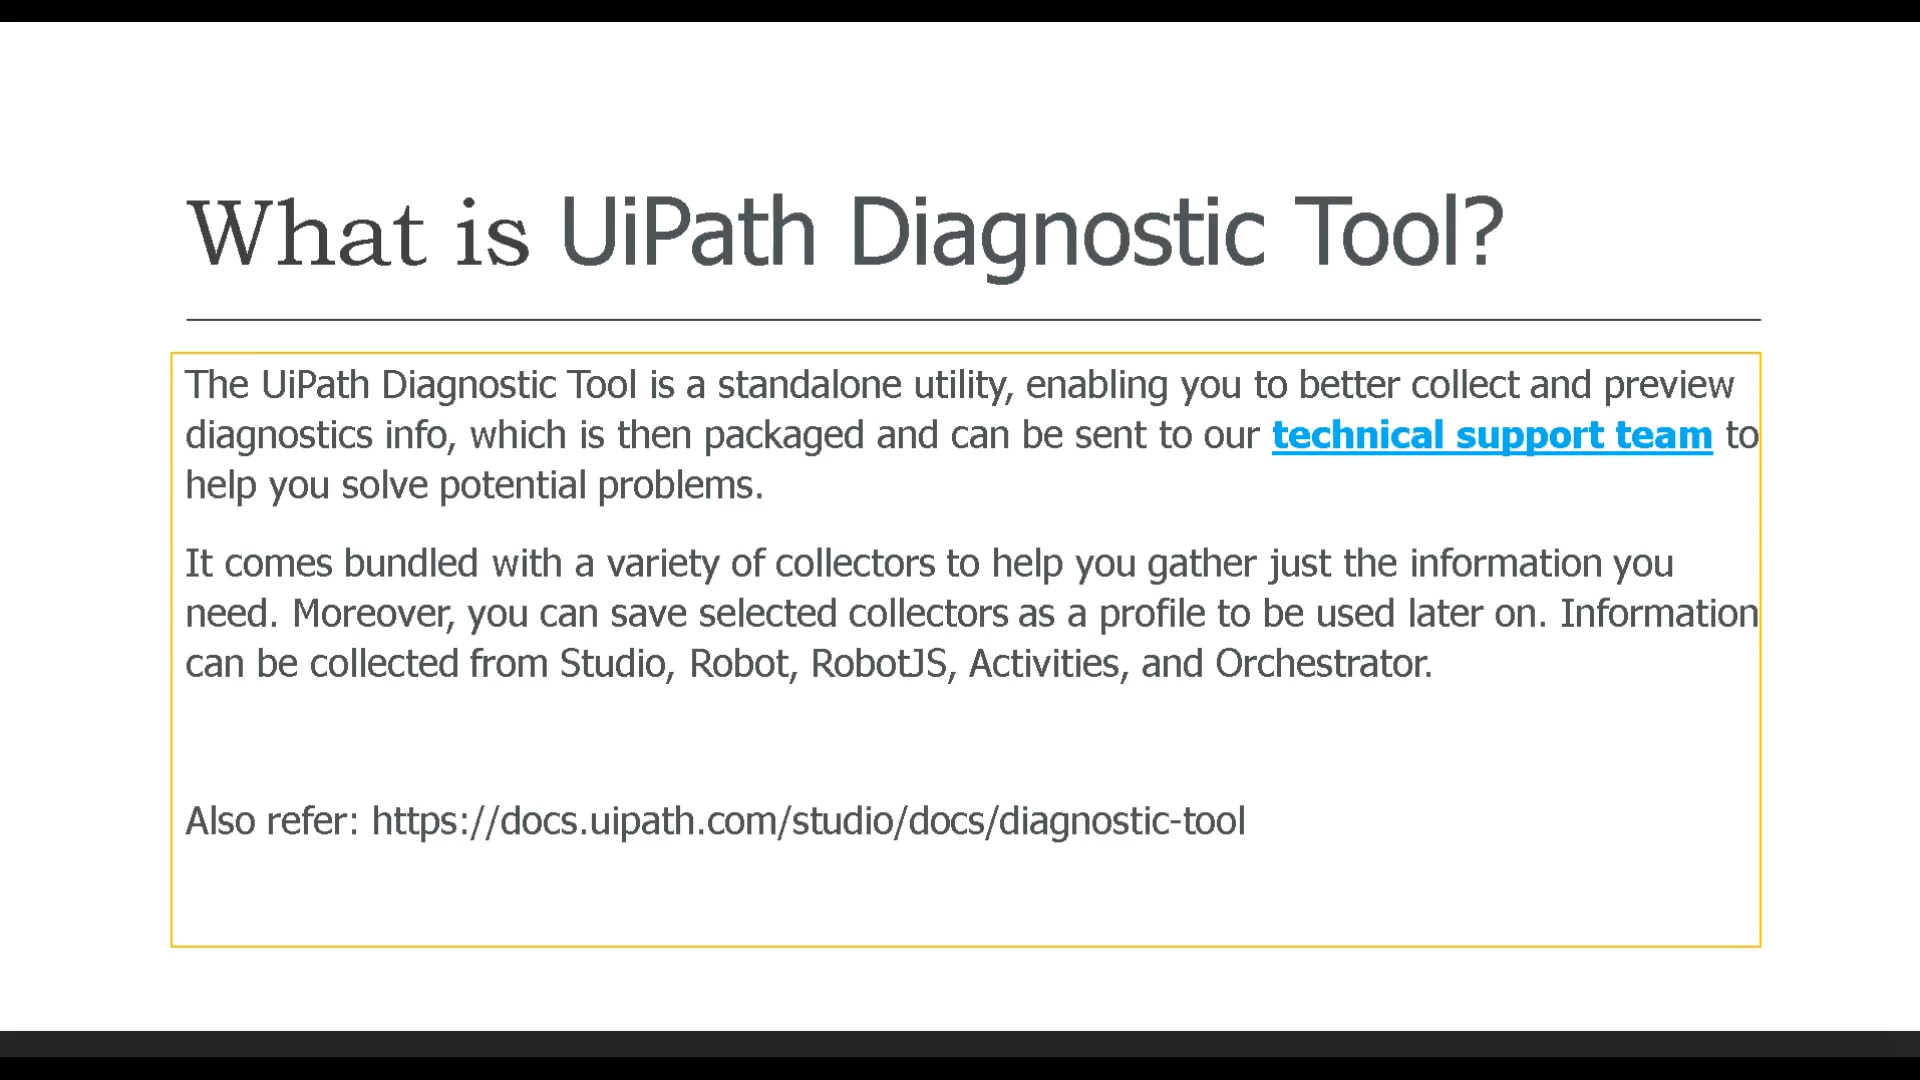 What is UiPath Diagnostic Tool?
The UiPath Diagnostic Tool is a standalone utility, enabling you to better collect and preview
diagnostics info, which is then packaged and can be sent to our technical support team to
help you solve potential problems.
It comes bundled with a variety of collectors to help you gather just the information you
need. Moreover, you can save selected collectors as a profile to be used later on. Information
can be collected from Studio, Robot, RobotJS, Activities, and Orchestrator.
Also refer: https://docs.uipath.com/studio/docs/diagnostic-tool